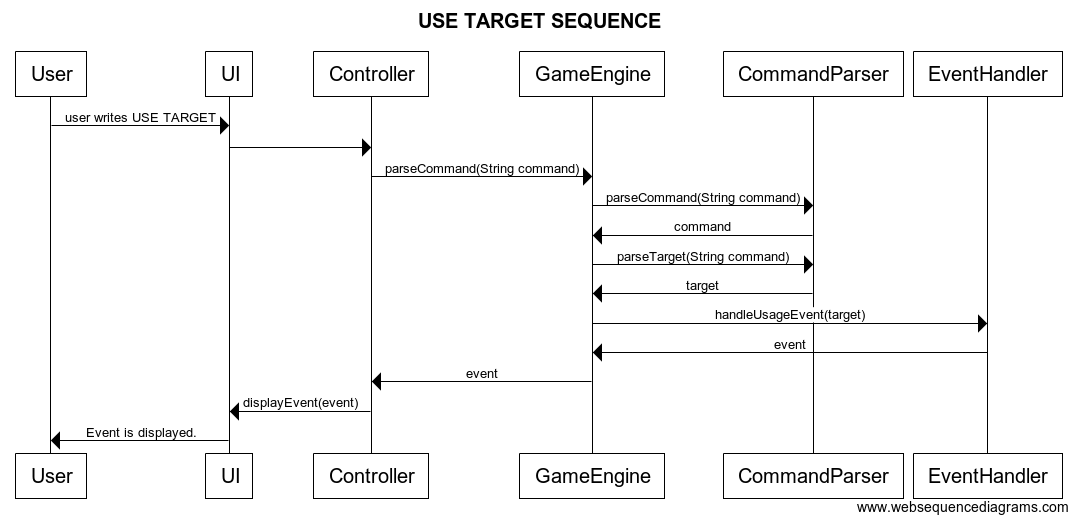 USE TARGET SEQUENCE
User UI Controller GameEngine CommandParser EventHandler
user writes USE TARGET
parseCommand(String command)
parseCommand(String command)
command
parseTarget(String command)
target
handleUsageEvent(target)
event
event
displayEvent(event)
Event is displayed.
User UI Controller GameEngine CommandParser EventHandler
www.websequencediagrams.com